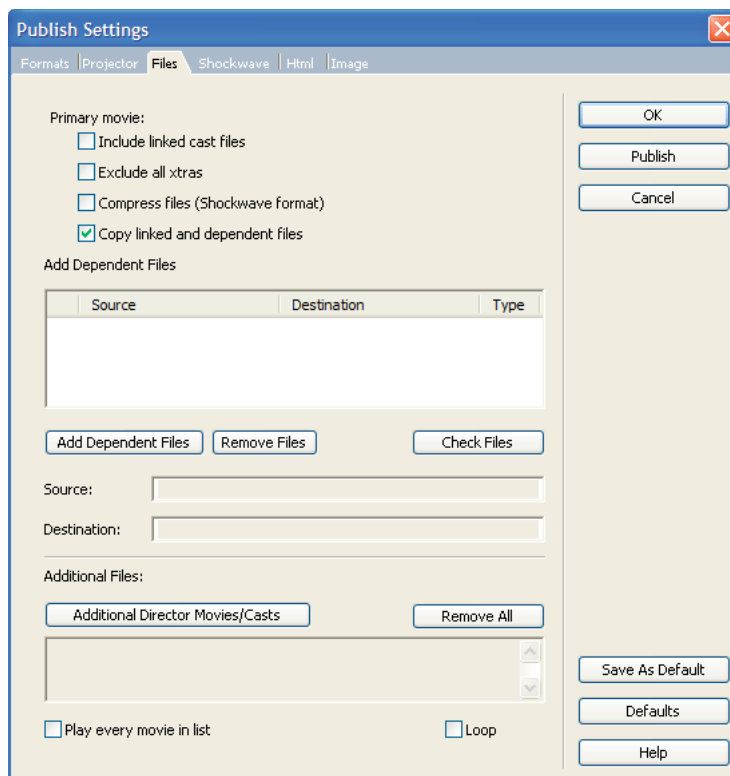 Publish Settings
Formats Projector Files Shockwave Html Image
Primary movie:
Include linked cast files
Exclude all xtras
Compress files (Shockwave format)
Copy linked and dependent files
OK
Publish
Cancel
Add Dependent Files
Source Destination Type
Add Dependent Files Remove Files Check Files
Source:
Destination:
Additional Files:
Additional Director Movies/Casts Remove All
Play every movie in list Loop
Save As Default
Defaults
Help